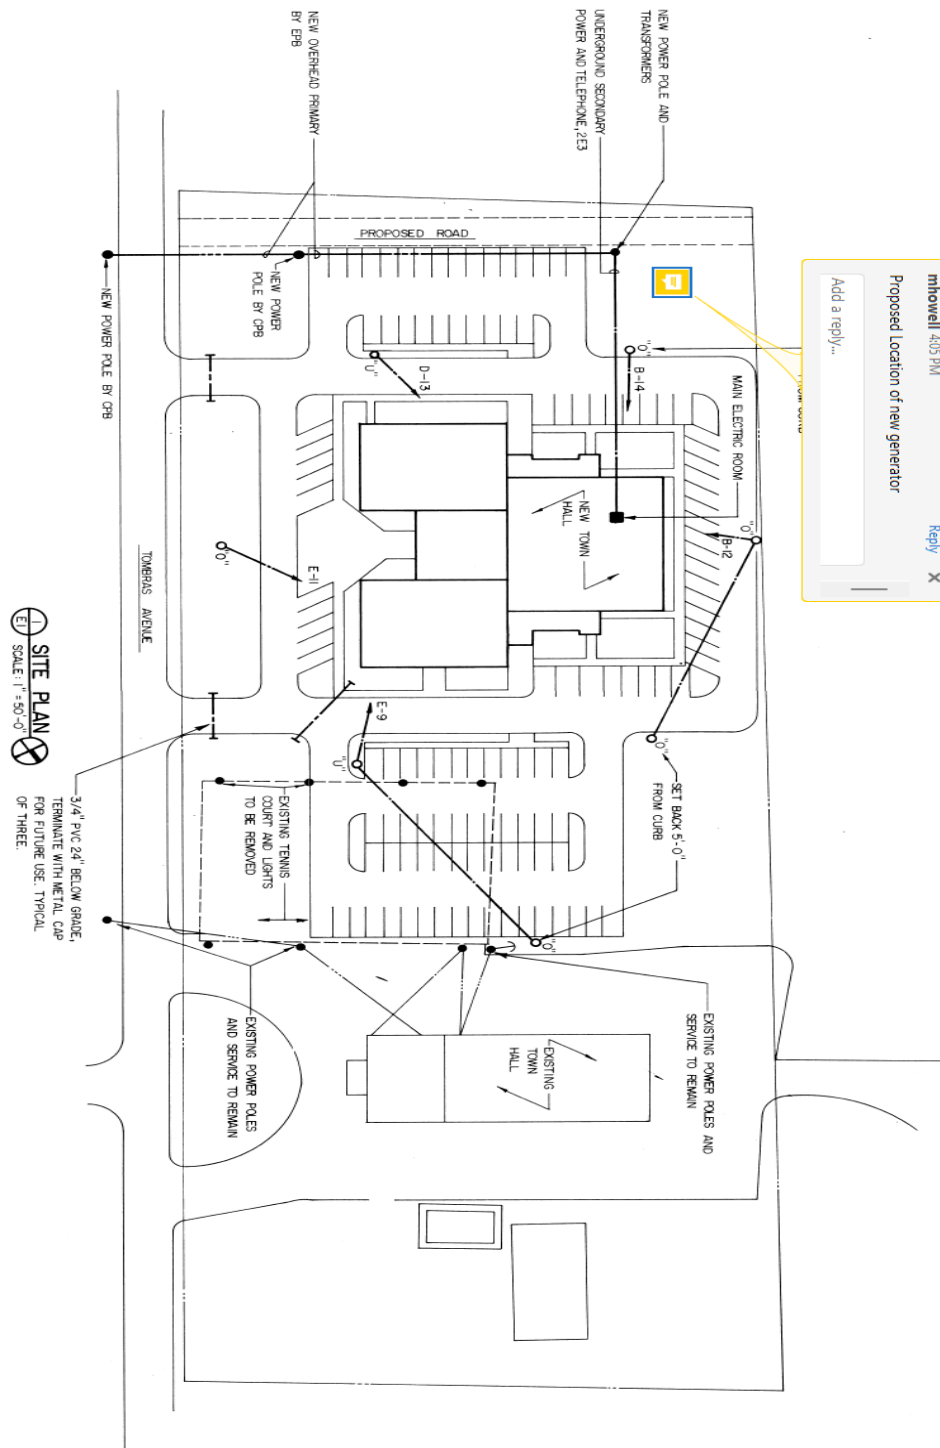 mhowell 4:05 PM
Proposed Location of new generator
Add a reply...
Reply
X
FROM CURB
NEW POWER POLE AND
TRANSFORMERS
UNDERGROUND SECONDARY
POWER AND TELEPHONE, 2E3
NEW OVERHEAD PRIMARY
BY EPB
PROPOSED ROAD
NEW POWER
POLE BY CPB
NEW POWER POLE BY CPB
"O"
B-14
MAIN ELECTRIC ROOM
"U"
D-13
"O"
B-12
NEW TOWN
HALL
"O"
E-11
TOMBRAS AVENUE
"O"
SET BACK 5'-0"
FROM CURB
E-9
"U"
EXISTING TENNIS
COURT AND LIGHTS
TO BE REMOVED
"O"
3/4" PVC 24" BELOW GRADE,
TERMINATE WITH METAL CAP
FOR FUTURE USE. TYPICAL
OF THREE.
EXISTING POWER POLES AND
SERVICE TO REMAIN
EXISTING
TOWN
HALL
EXISTING POWER POLES
AND SERVICE TO REMAIN
1
E1
SITE PLAN
SCALE: 1" = 50'-0"